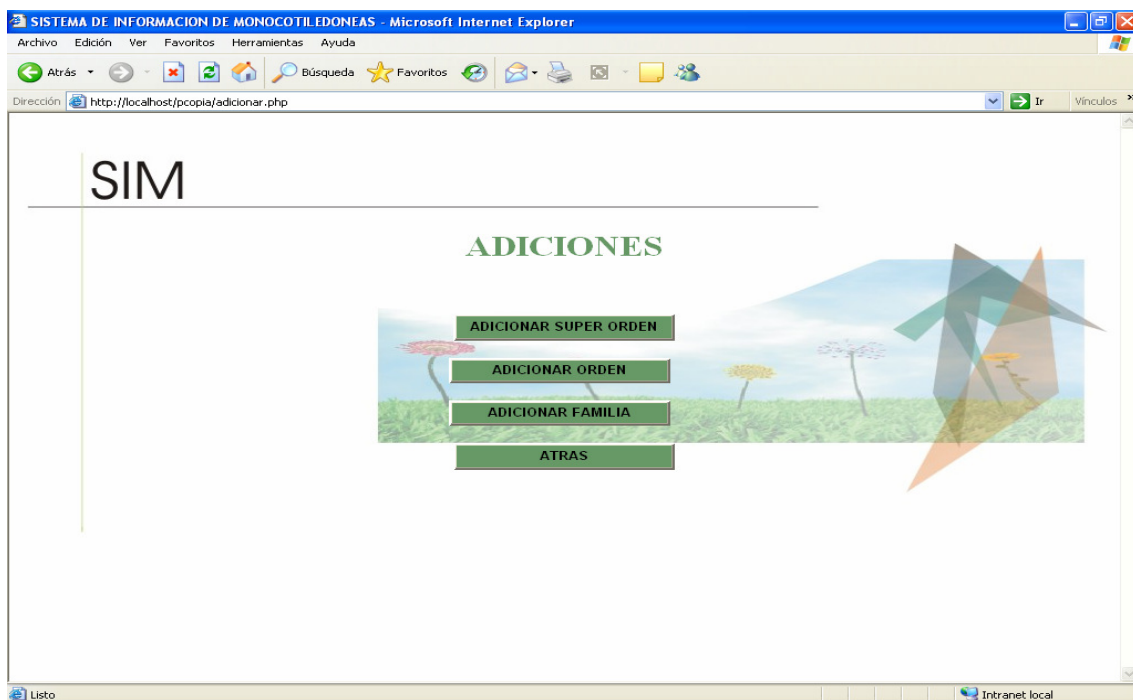 SISTEMA DE INFORMACION DE MONOCOTILEDONEAS - Microsoft Internet Explorer
Archivo Edición Ver Favoritos Herramientas Ayuda
Atrás Búsqueda Favoritos
Dirección http://localhost/pcopia/adicionar.php Ir Vínculos »
SIM
ADICIONES
ADICIONAR SUPER ORDEN
ADICIONAR ORDEN
ADICIONAR FAMILIA
ATRAS
Listo Intranet local